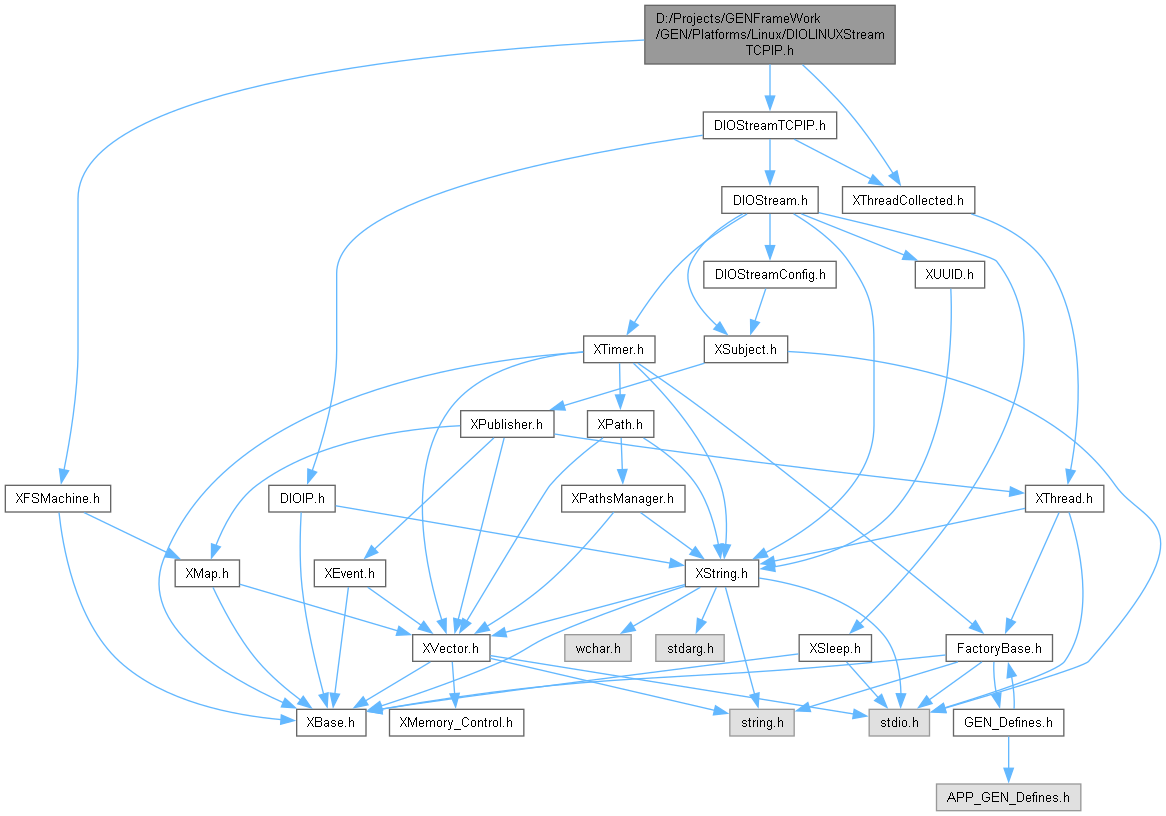 D:/Projects/GENFrameWork
/GEN/Platforms/Linux/DIOLINUXStream
TCPIP.h
DIOStreamTCPIP.h
DIOStream.h
XThreadCollected.h
DIOStreamConfig.h
XUUID.h
XTimer.h
XSubject.h
XPublisher.h
XPath.h
XFSMachine.h
DIOIP.h
XPathsManager.h
XThread.h
XMap.h
XEvent.h
XString.h
XVector.h
wchar.h
stdarg.h
XSleep.h
FactoryBase.h
XBase.h
XMemory_Control.h
string.h
stdio.h
GEN_Defines.h
APP_GEN_Defines.h